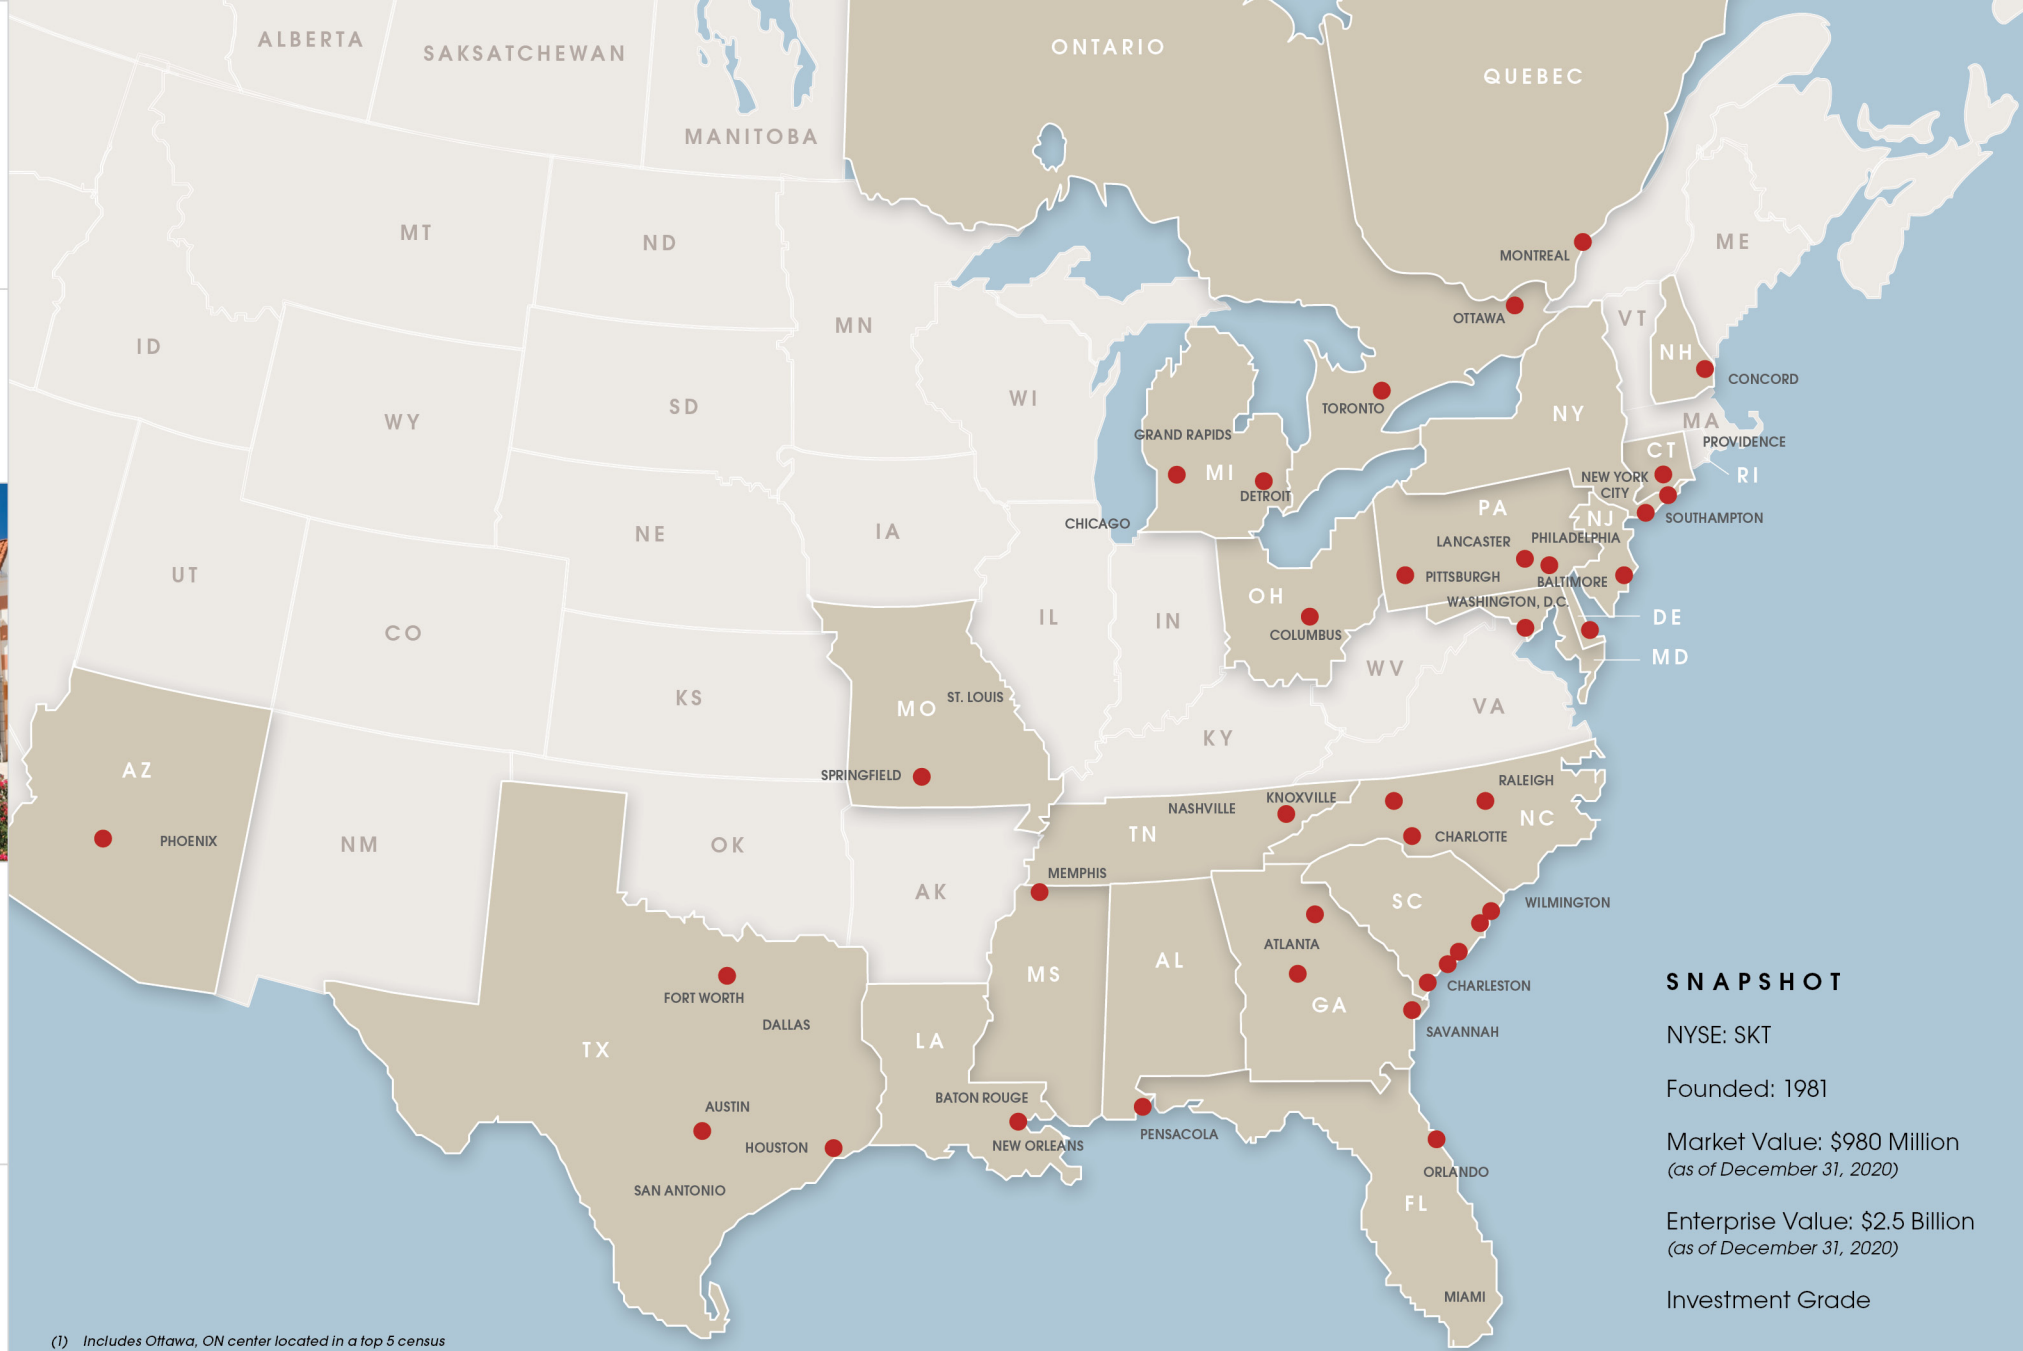 ALBERTA
SAKSATCHEWAN
MANITOBA
ONTARIO
QUEBEC
MT
ND
MN
ID
WY
SD
WI
ME
MONTREAL
OTTAWA
VT
NH
CONCORD
TORONTO
NY
MA
GRAND RAPIDS
MI
DETROIT
PROVIDENCE
CT
RI
NEW YORK
CITY
SOUTHAMPTON
CHICAGO
PA
NJ
LANCASTER
PHILADELPHIA
NE
IA
UT
PITTSBURGH
BALTIMORE
OH
WASHINGTON, D.C.
DE
CO
IL
IN
COLUMBUS
MD
KS
MO
ST. LOUIS
WV
VA
KY
AZ
SPRINGFIELD
RALEIGH
KNOXVILLE
NASHVILLE
NC
PHOENIX
NM
OK
TN
CHARLOTTE
MEMPHIS
AK
SC
WILMINGTON
ATLANTA
MS
AL
FORT WORTH
CHARLESTON
DALLAS
GA
SAVANNAH
TX
LA
BATON ROUGE
AUSTIN
HOUSTON
NEW ORLEANS
PENSACOLA
SAN ANTONIO
ORLANDO
FL
MIAMI
SNAPSHOT
NYSE: SKT
Founded: 1981
Market Value: $980 Million
(as of December 31, 2020)
Enterprise Value: $2.5 Billion
(as of December 31, 2020)
Investment Grade
(1) Includes Ottawa, ON center located in a top 5 census